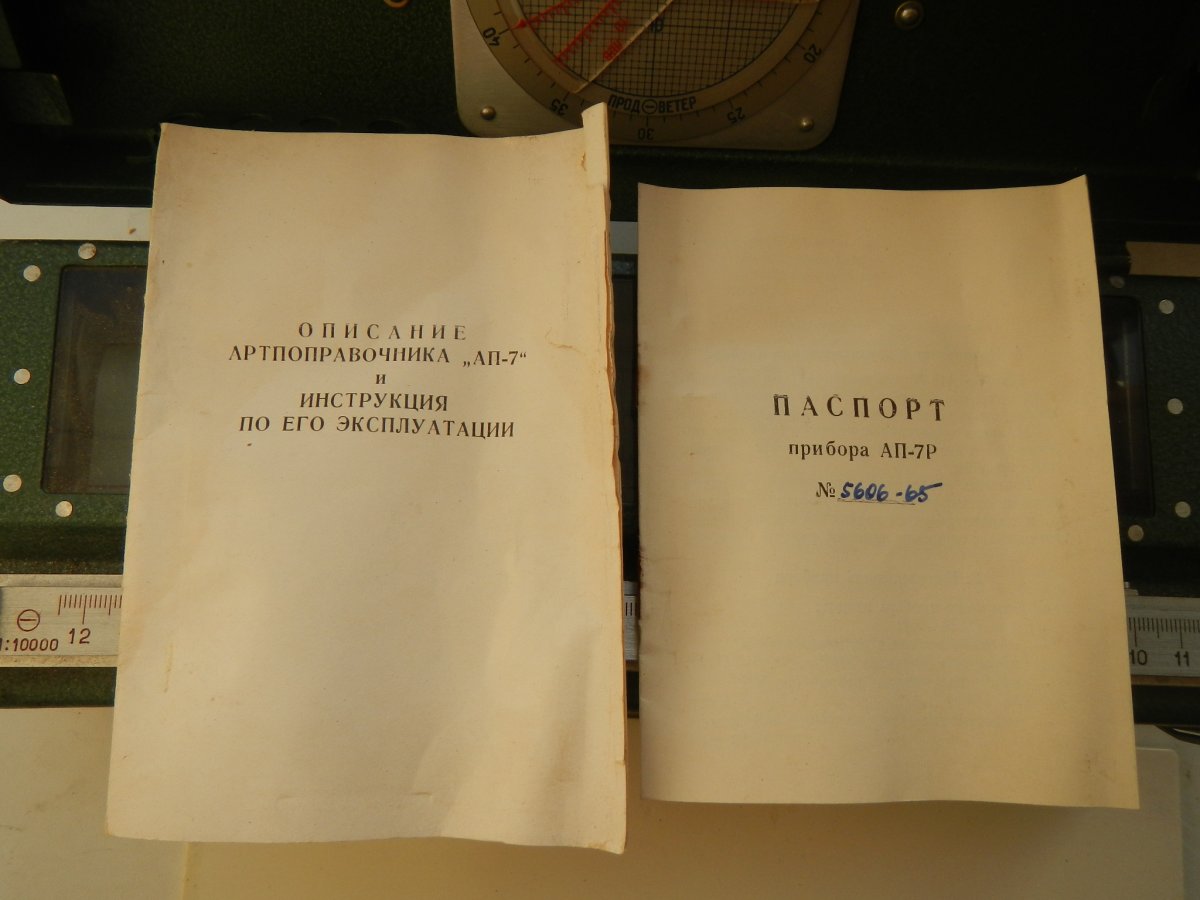 40
35
30
25
20
ПРОД ВЕТЕР
О П И С А Н И Е
АРТПОПРАВОЧНИКА „АП-7“
и
ИНСТРУКЦИЯ
ПО ЕГО ЭКСПЛУАТАЦИИ
ПАСПОРТ
прибора АП-7Р
№ 5606-65
1:10000 12
10 11